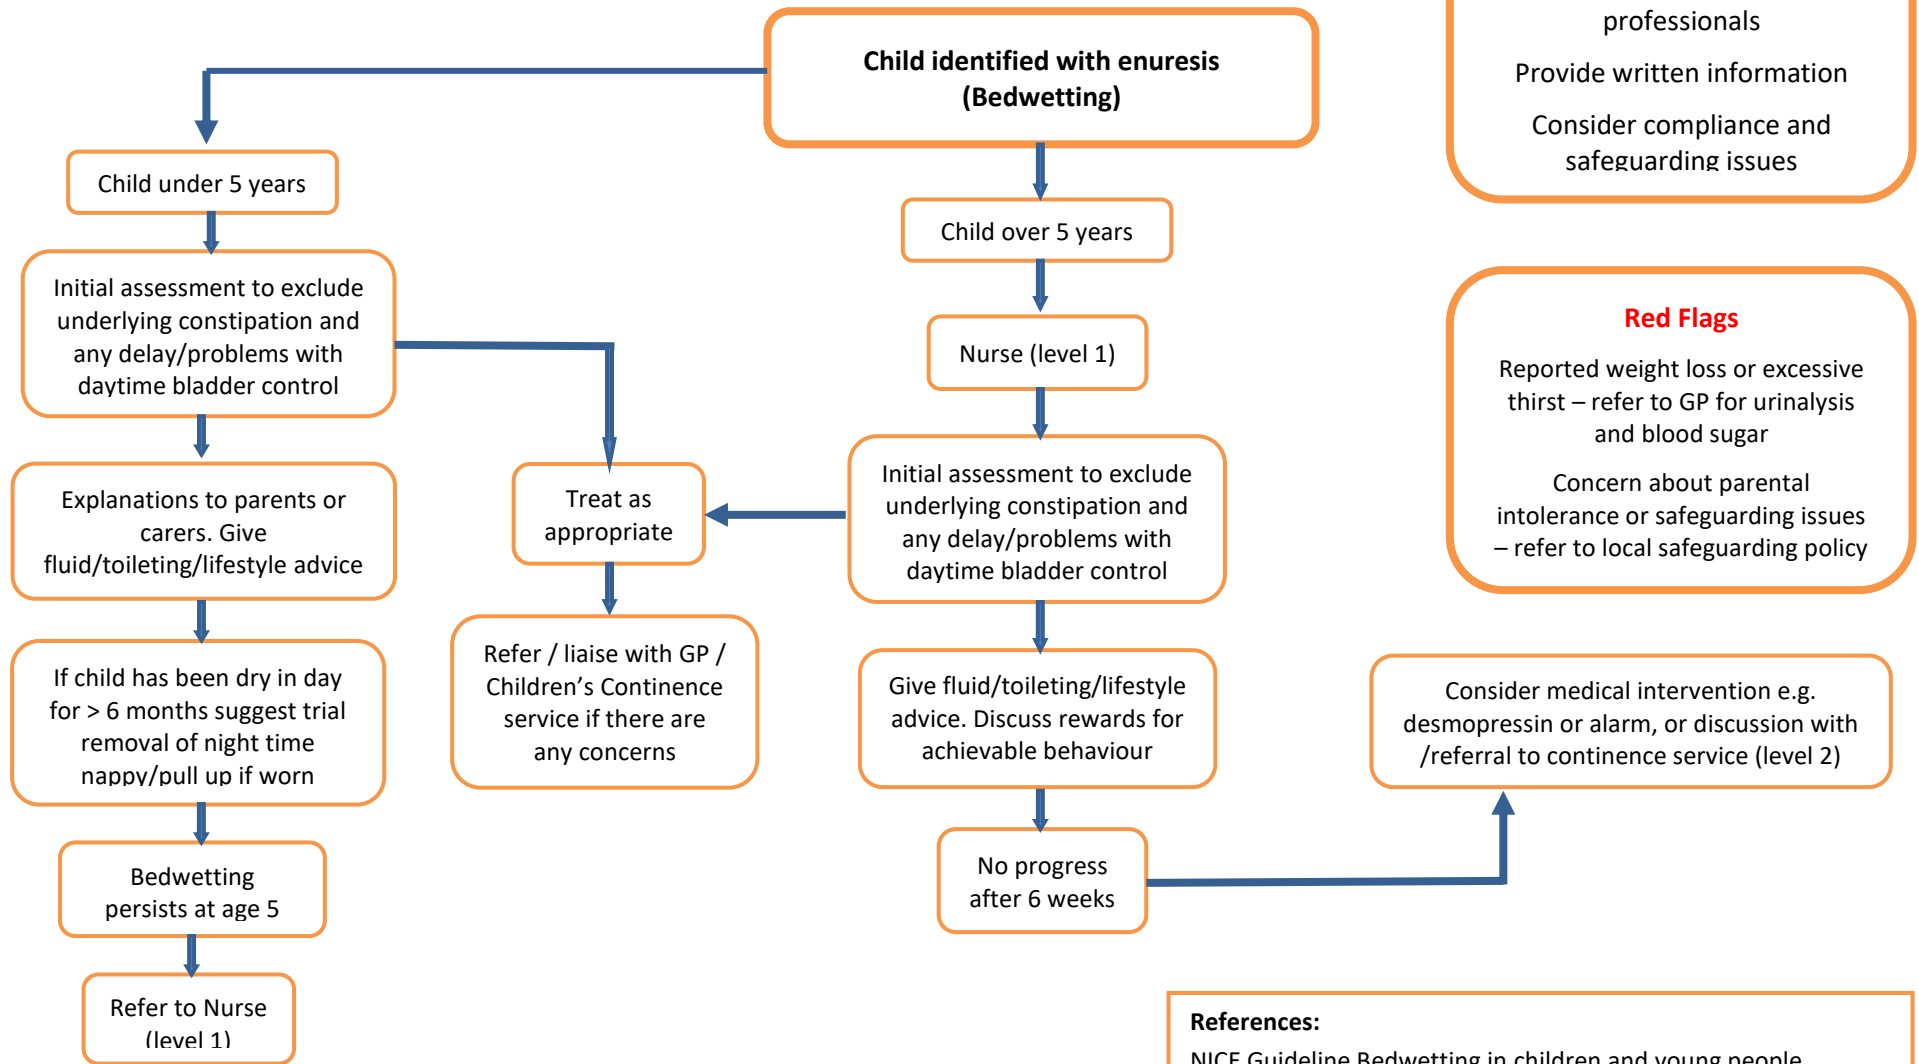 Child identified with enuresis
(Bedwetting)
professionals
Provide written information
Consider compliance and
safeguarding issues
Child under 5 years
Child over 5 years
Initial assessment to exclude
underlying constipation and
any delay/problems with
daytime bladder control
Nurse (level 1)
Red Flags
Reported weight loss or excessive
thirst – refer to GP for urinalysis
and blood sugar
Concern about parental
intolerance or safeguarding issues
– refer to local safeguarding policy
Explanations to parents or
carers. Give
fluid/toileting/lifestyle advice
Treat as
appropriate
Initial assessment to exclude
underlying constipation and
any delay/problems with
daytime bladder control
If child has been dry in day
for > 6 months suggest trial
removal of night time
nappy/pull up if worn
Refer / liaise with GP /
Children’s Continence
service if there are
any concerns
Give fluid/toileting/lifestyle
advice. Discuss rewards for
achievable behaviour
Consider medical intervention e.g.
desmopressin or alarm, or discussion with
/referral to continence service (level 2)
Bedwetting
persists at age 5
No progress
after 6 weeks
Refer to Nurse
(level 1)
References:
NICE Guideline Bedwetting in children and young people